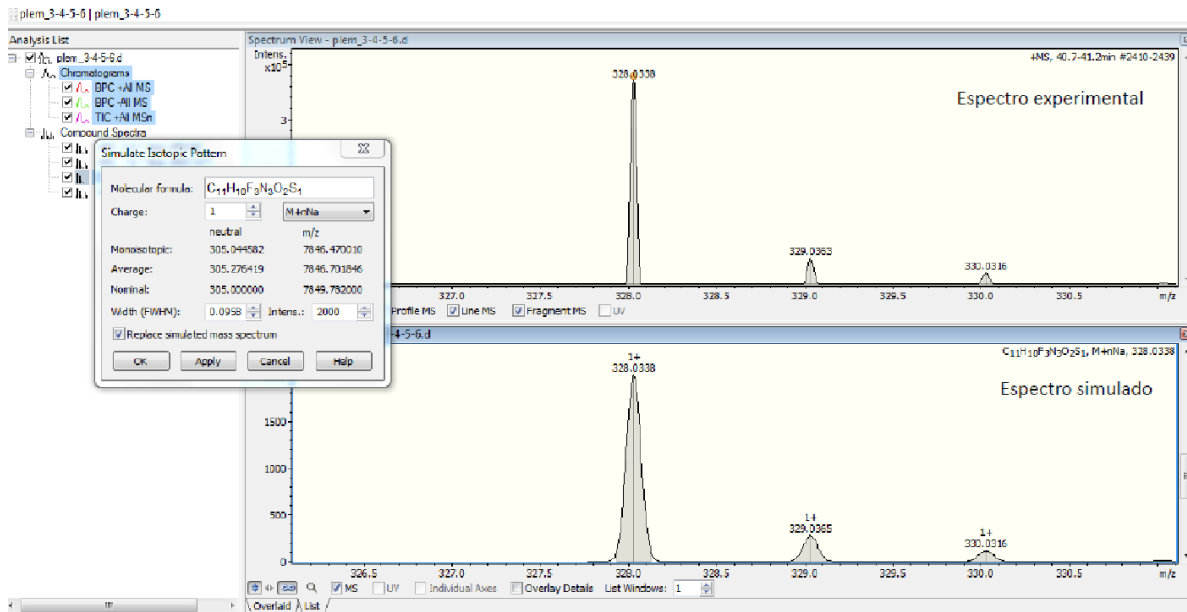 plem_3-4-5-6 | plem_3-4-5-6
Analysis List
plem_3-4-5-6.d
Chromatograms
BPC +All MS
BPC -All MS
TIC +All MSn
Compound Spectra
Spectrum View - plem_3-4-5-6.d
Intens.
x10⁵
3
+MS, 40.7-41.2min #2410-2439
328.0338
Espectro experimental
329.0363
330.0316
327.0 327.5 328.0 328.5 329.0 329.5 330.0 330.5 m/z
Profile MS Line MS Fragment MS UV
Simulate Isotopic Pattern
Molecular formula: C₁₁H₁₀F₃N₃O₂S₁
Charge: 1 M+nNa
neutral m/z
Monoisotopic: 305.044582 7846.470010
Average: 305.276419 7846.701846
Nominal: 305.000000 7849.782000
Width (FWHM): 0.0958 Intens.: 2000
Replace simulated mass spectrum
OK Apply Cancel Help
-4-5-6.d
C₁₁H₁₀F₃N₃O₂S₁, M+nNa, 328.0338
1+
328.0338
Espectro simulado
1500
1000
500
0
1+
329.0365
1+
330.0316
326.5 327.0 327.5 328.0 328.5 329.0 329.5 330.0 330.5 m/z
MS UV Individual Axes Overlay Details List Windows: 1
Overlaid List